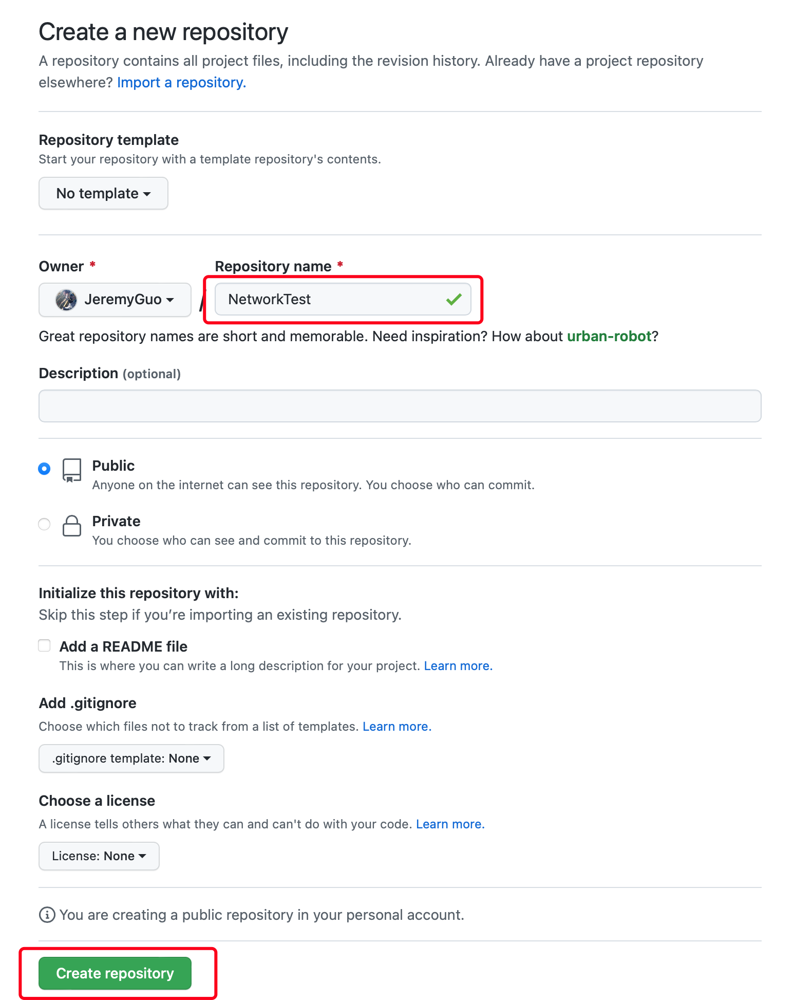 Create a new repository
A repository contains all project files, including the revision history. Already have a project repository
elsewhere? Import a repository.
Repository template
Start your repository with a template repository's contents.
No template
Owner * Repository name *
JeremyGuo / NetworkTest
Great repository names are short and memorable. Need inspiration? How about urban-robot?
Description (optional)
Public
Anyone on the internet can see this repository. You choose who can commit.
Private
You choose who can see and commit to this repository.
Initialize this repository with:
Skip this step if you’re importing an existing repository.
Add a README file
This is where you can write a long description for your project. Learn more.
Add .gitignore
Choose which files not to track from a list of templates. Learn more.
.gitignore template: None
Choose a license
A license tells others what they can and can't do with your code. Learn more.
License: None
You are creating a public repository in your personal account.
Create repository